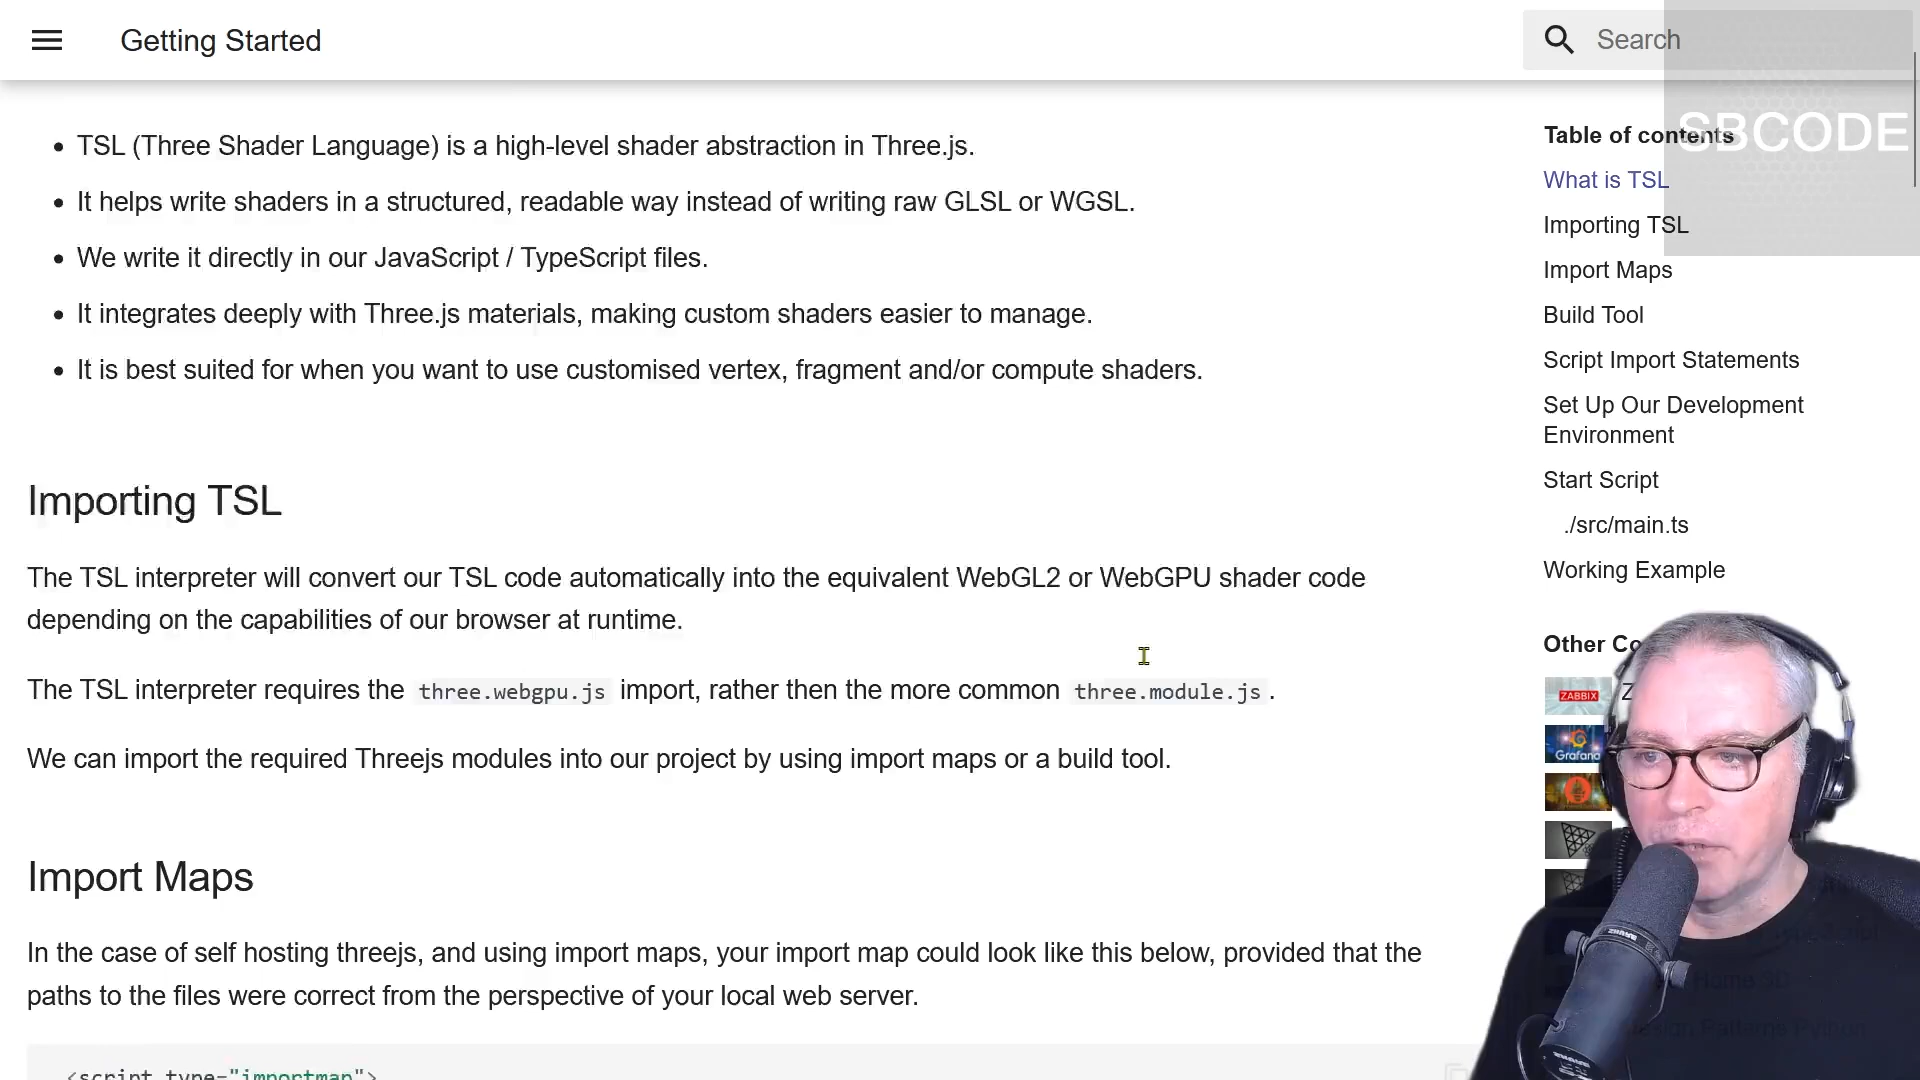 Getting Started
Search
SBCODE
TSL (Three Shader Language) is a high-level shader abstraction in Three.js.
It helps write shaders in a structured, readable way instead of writing raw GLSL or WGSL.
We write it directly in our JavaScript / TypeScript files.
It integrates deeply with Three.js materials, making custom shaders easier to manage.
It is best suited for when you want to use customised vertex, fragment and/or compute shaders.
Importing TSL
The TSL interpreter will convert our TSL code automatically into the equivalent WebGL2 or WebGPU shader code
depending on the capabilities of our browser at runtime.
The TSL interpreter requires the three.webgpu.js import, rather then the more common three.module.js.
We can import the required Threejs modules into our project by using import maps or a build tool.
Import Maps
In the case of self hosting threejs, and using import maps, your import map could look like this below, provided that the
paths to the files were correct from the perspective of your local web server.
<script type="importmap">
Table of contents
What is TSL
Importing TSL
Import Maps
Build Tool
Script Import Statements
Set Up Our Development
Environment
Start Script
./src/main.ts
Working Example
Other
ZABBIX
Grafana
Design Patterns Python